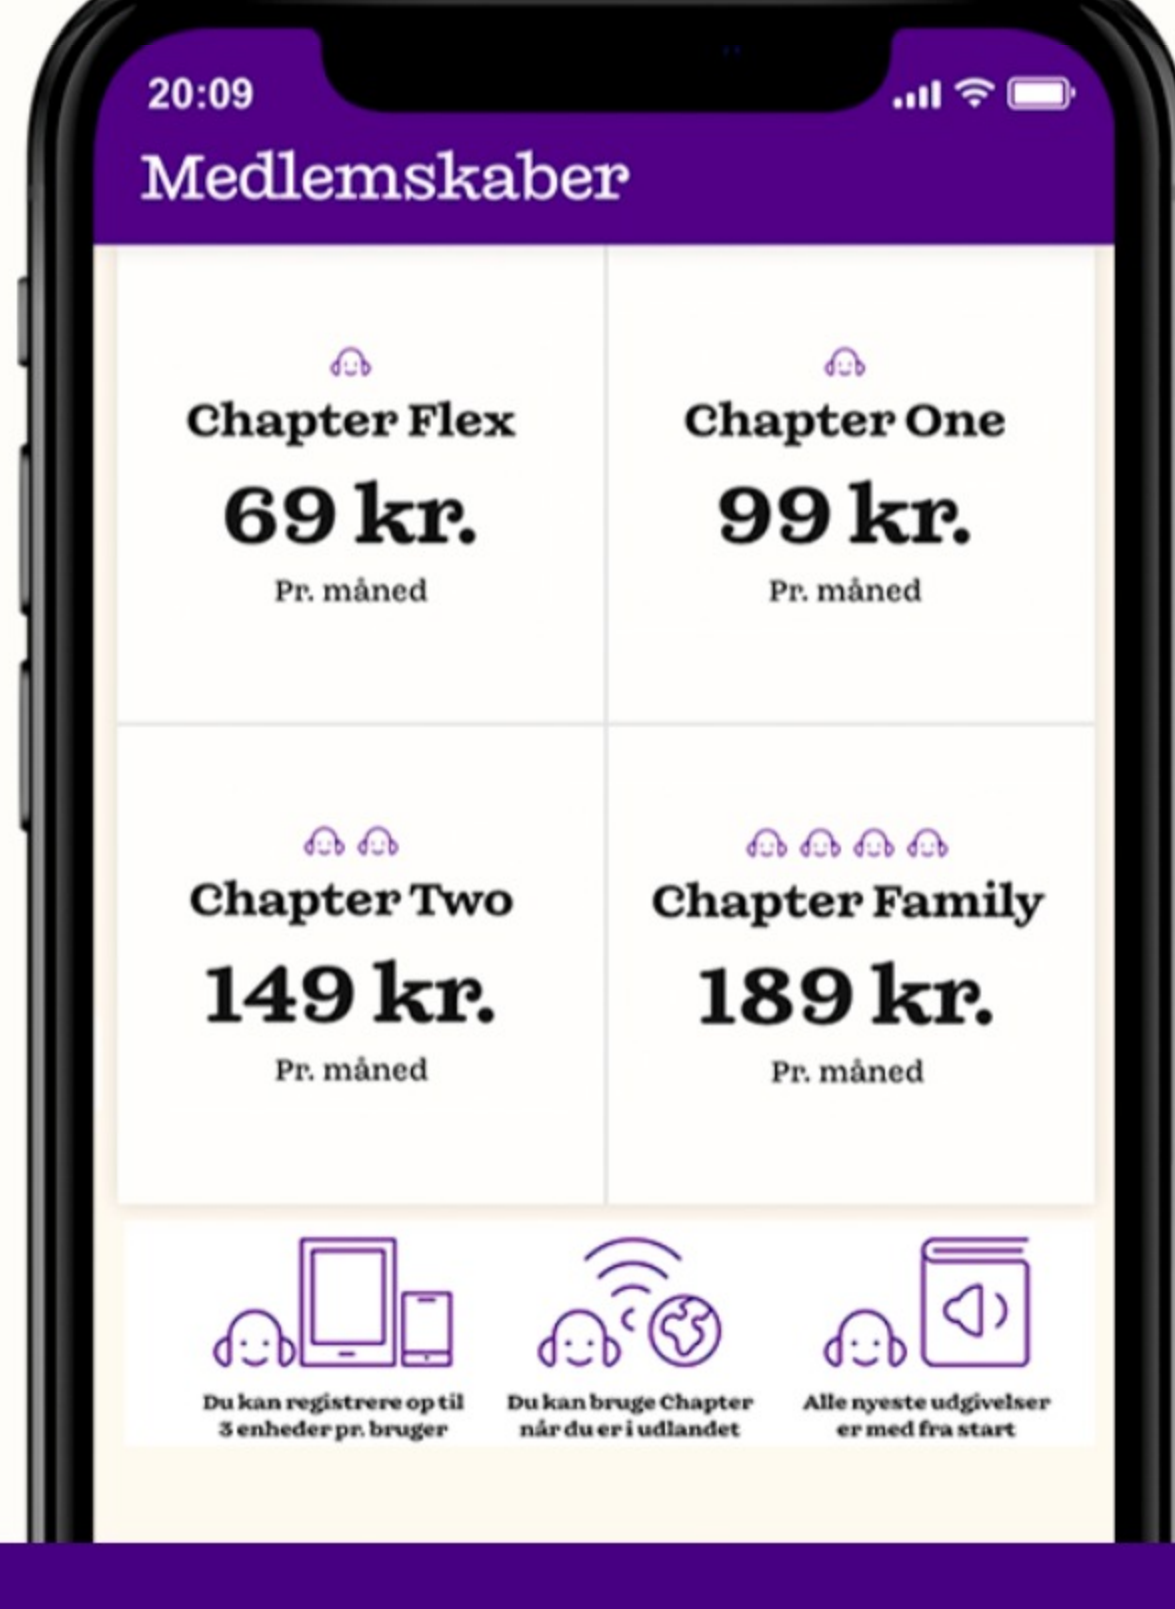 20:09
Medlemskaber
Chapter Flex
69 kr.
Pr. måned
Chapter One
99 kr.
Pr. måned
Chapter Two
149 kr.
Pr. måned
Chapter Family
189 kr.
Pr. måned
Du kan registrere op til
3 enheder pr. bruger
Du kan bruge Chapter
når du er i udlandet
Alle nyeste udgivelser
er med fra start